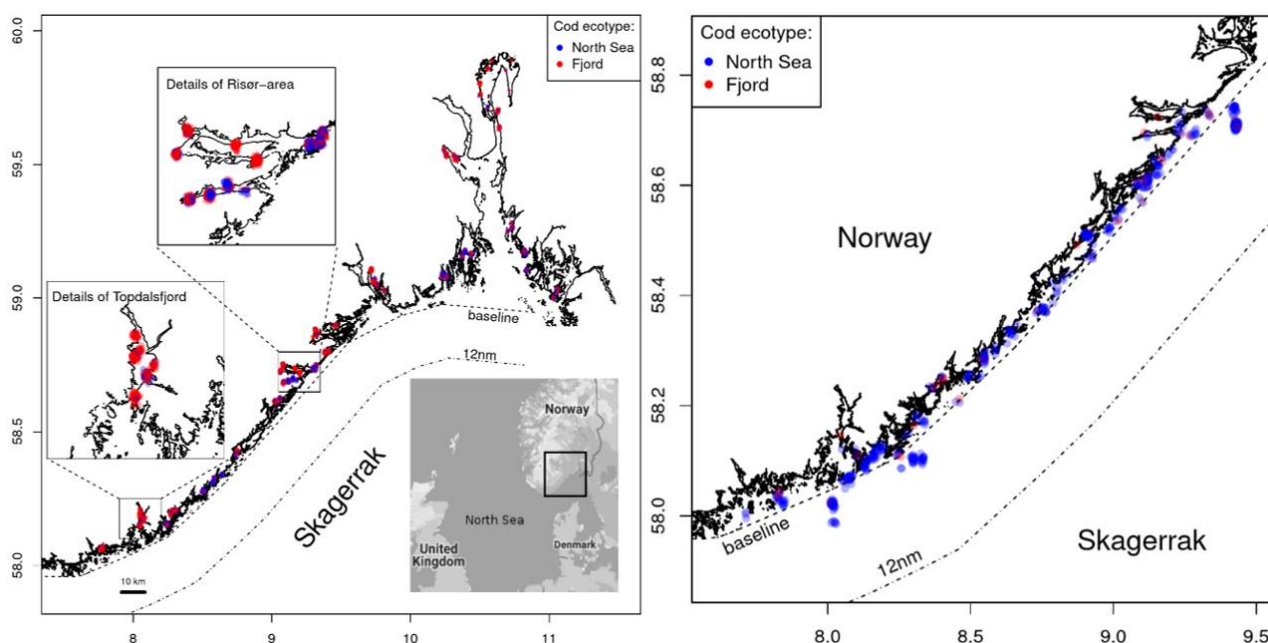 Cod ecotype:
North Sea
Fjord
Details of Risør−area
Details of Topdalsfjord
baseline
12nm
Skagerrak
10 km
Norway
North Sea
United
Kingdom
Denmark
60.0
59.5
59.0
58.5
58.0
8
9
10
11
Cod ecotype:
North Sea
Fjord
Norway
baseline
12nm
Skagerrak
58.8
58.6
58.4
58.2
58.0
8.0
8.5
9.0
9.5